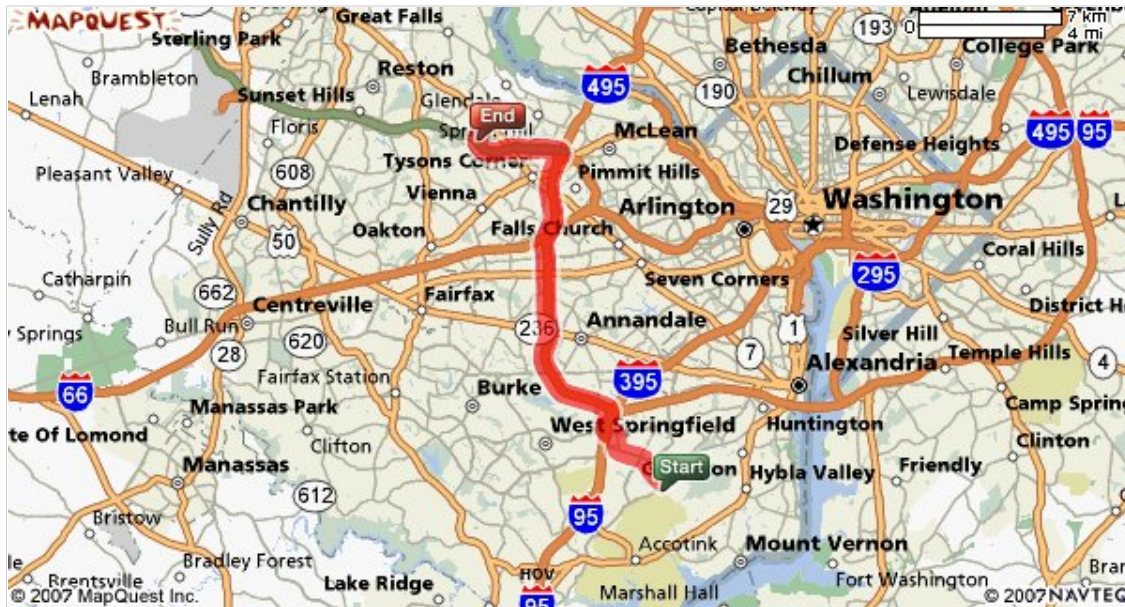 MAPQUEST
Great Falls
193
7 km
0
4 mi
Sterling Park
Bethesda
College Park
Brambleton
Reston
Chillum
495
190
Lewisdale
Lenah
Sunset Hills
Glendale
End
McLean
Floris
Defense Heights
495 95
608
Tysons Corner
Pimmit Hills
Pleasant Valley
Vienna
Washington
Chantilly
Arlington
29
Sully Rd
50
Oakton
Falls Church
Coral Hills
Catharpin
Seven Corners
295
662
Centreville
Fairfax
Springs
Bull Run
236
Annandale
1
Silver Hill
28
620
7
Alexandria
Temple Hills
Fairfax Station
395
4
66
Burke
Manassas Park
Camp Spring
te Of Lomond
Clifton
West Springfield
Huntington
Clinton
Manassas
Start
Hybla Valley
Friendly
612
95
Bristow
Accotink
Bradley Forest
Mount Vernon
Brentsville
Lake Ridge
HOV
Fort Washington
Marshall Hall
95
© 2007 MapQuest Inc.
© 2007 NAVTEQ